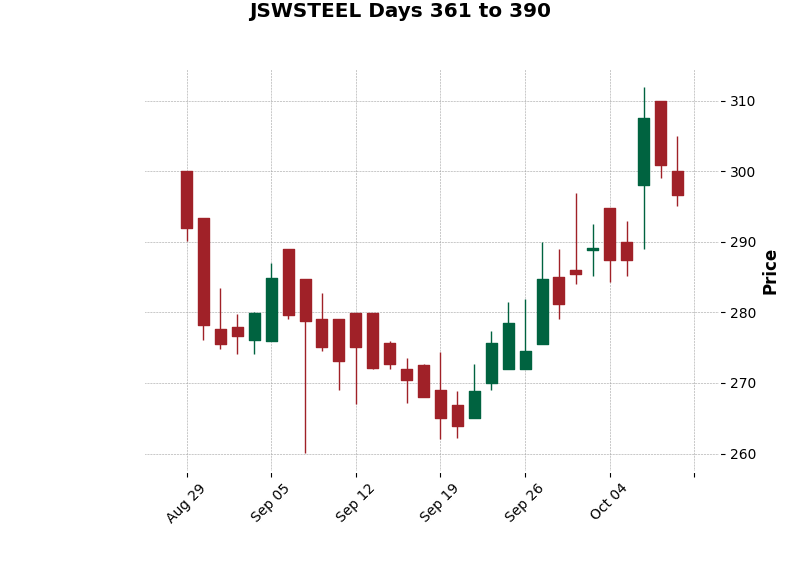 JSWSTEEL Days 361 to 390
310
300
290
280
270
260
Price
Aug 29
Sep 05
Sep 12
Sep 19
Sep 26
Oct 04